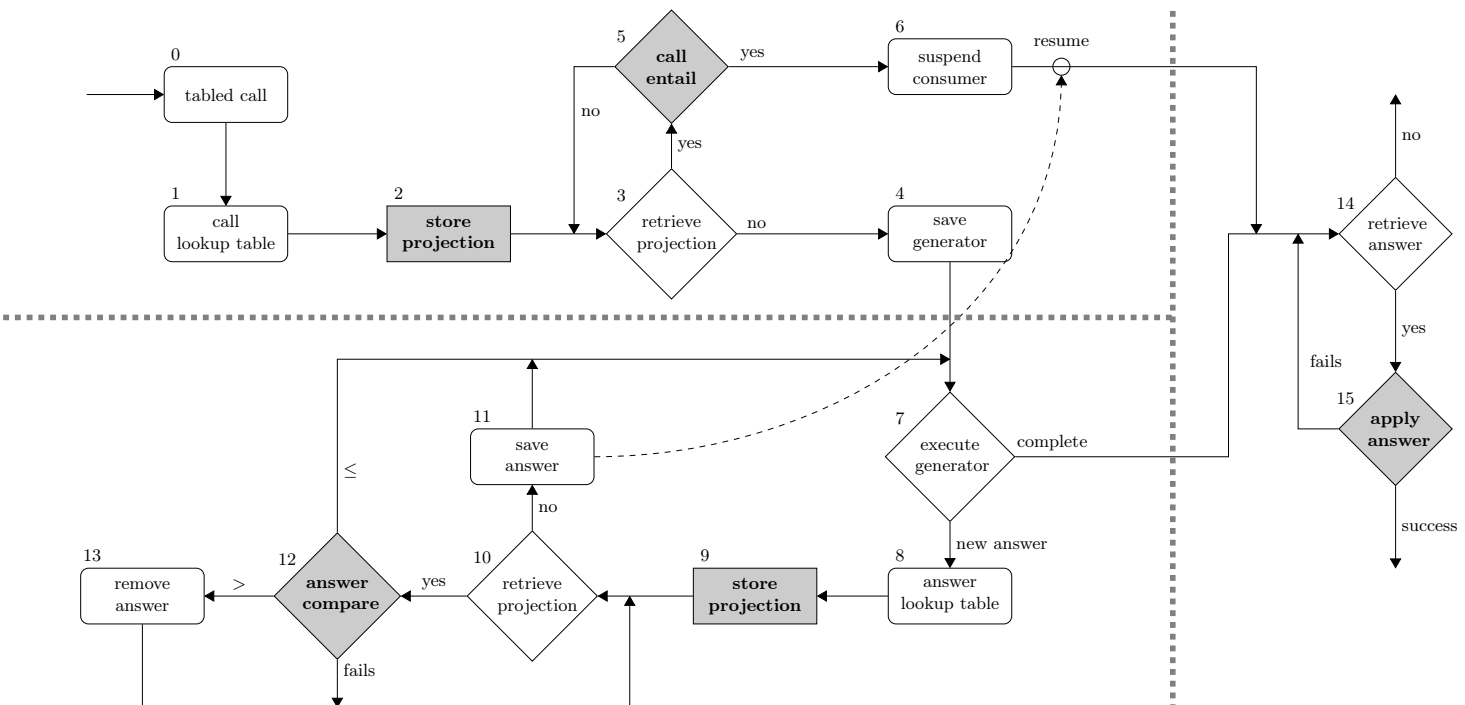 0
tabled call
1
call
lookup table
2
store
projection
no
5
call
entail
yes
yes
3
retrieve
projection
no
6
suspend
consumer
resume
4
save
generator
14
retrieve
answer
no
yes
fails
15
apply
answer
success
7
execute
generator
complete
new answer
8
answer
lookup table
9
store
projection
10
retrieve
projection
no
11
save
answer
yes
12
answer
compare
≤
>
fails
13
remove
answer